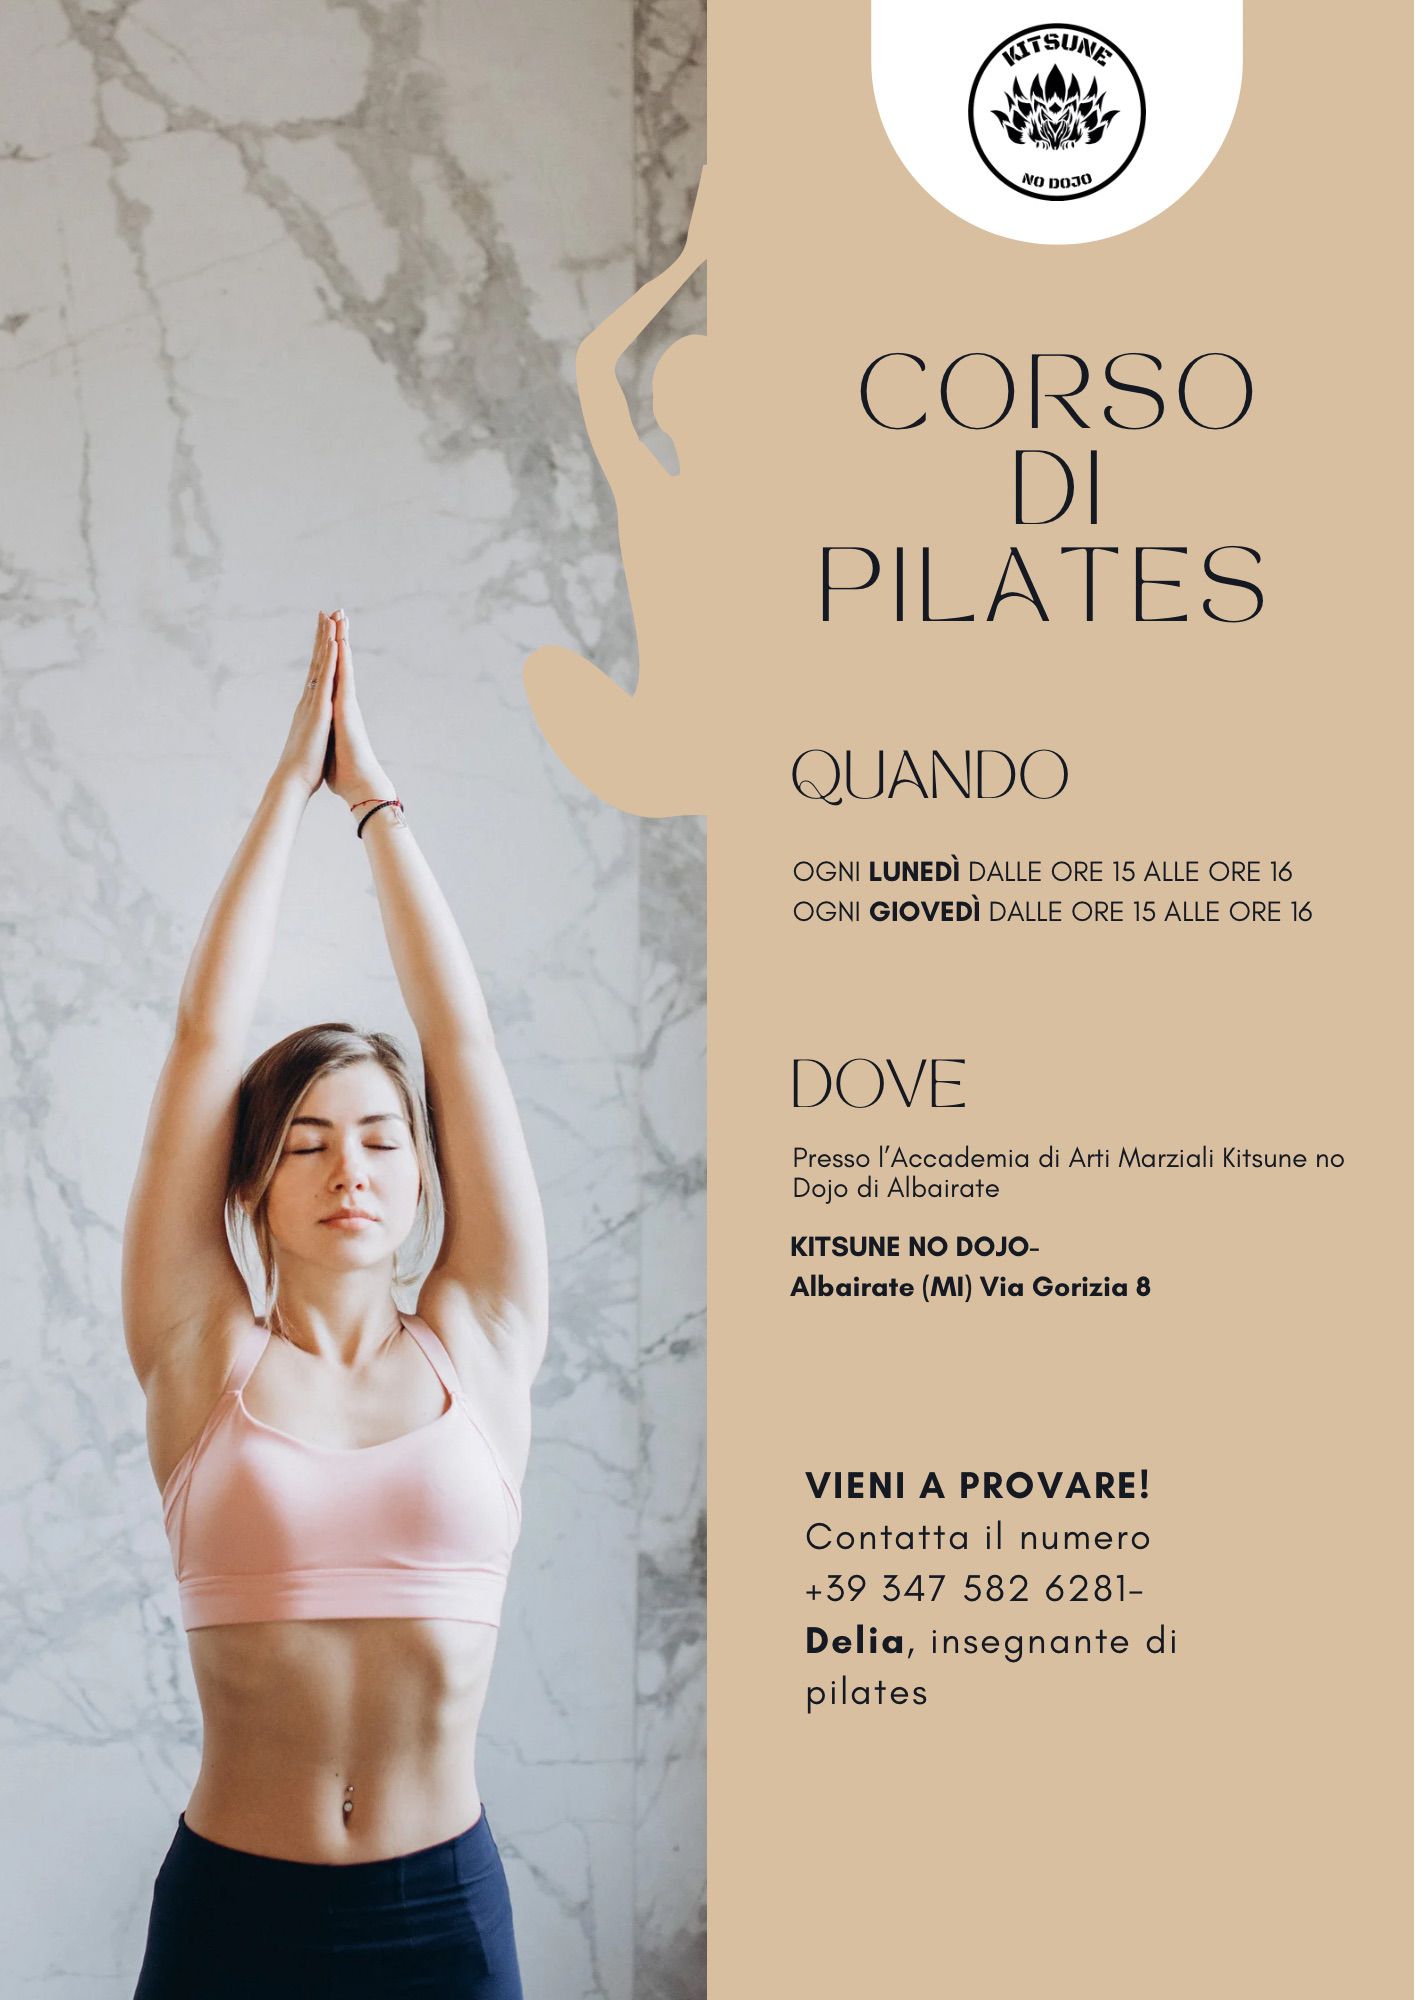 KITSUNE
NO DOJO
CORSO
DI
PILATES
QUANDO
OGNI LUNEDÌ DALLE ORE 15 ALLE ORE 16
OGNI GIOVEDÌ DALLE ORE 15 ALLE ORE 16
DOVE
Presso l’Accademia di Arti Marziali Kitsune no
Dojo di Albairate
KITSUNE NO DOJO-
Albairate (MI) Via Gorizia 8
VIENI A PROVARE!
Contatta il numero
+39 347 582 6281-
Delia, insegnante di
pilates